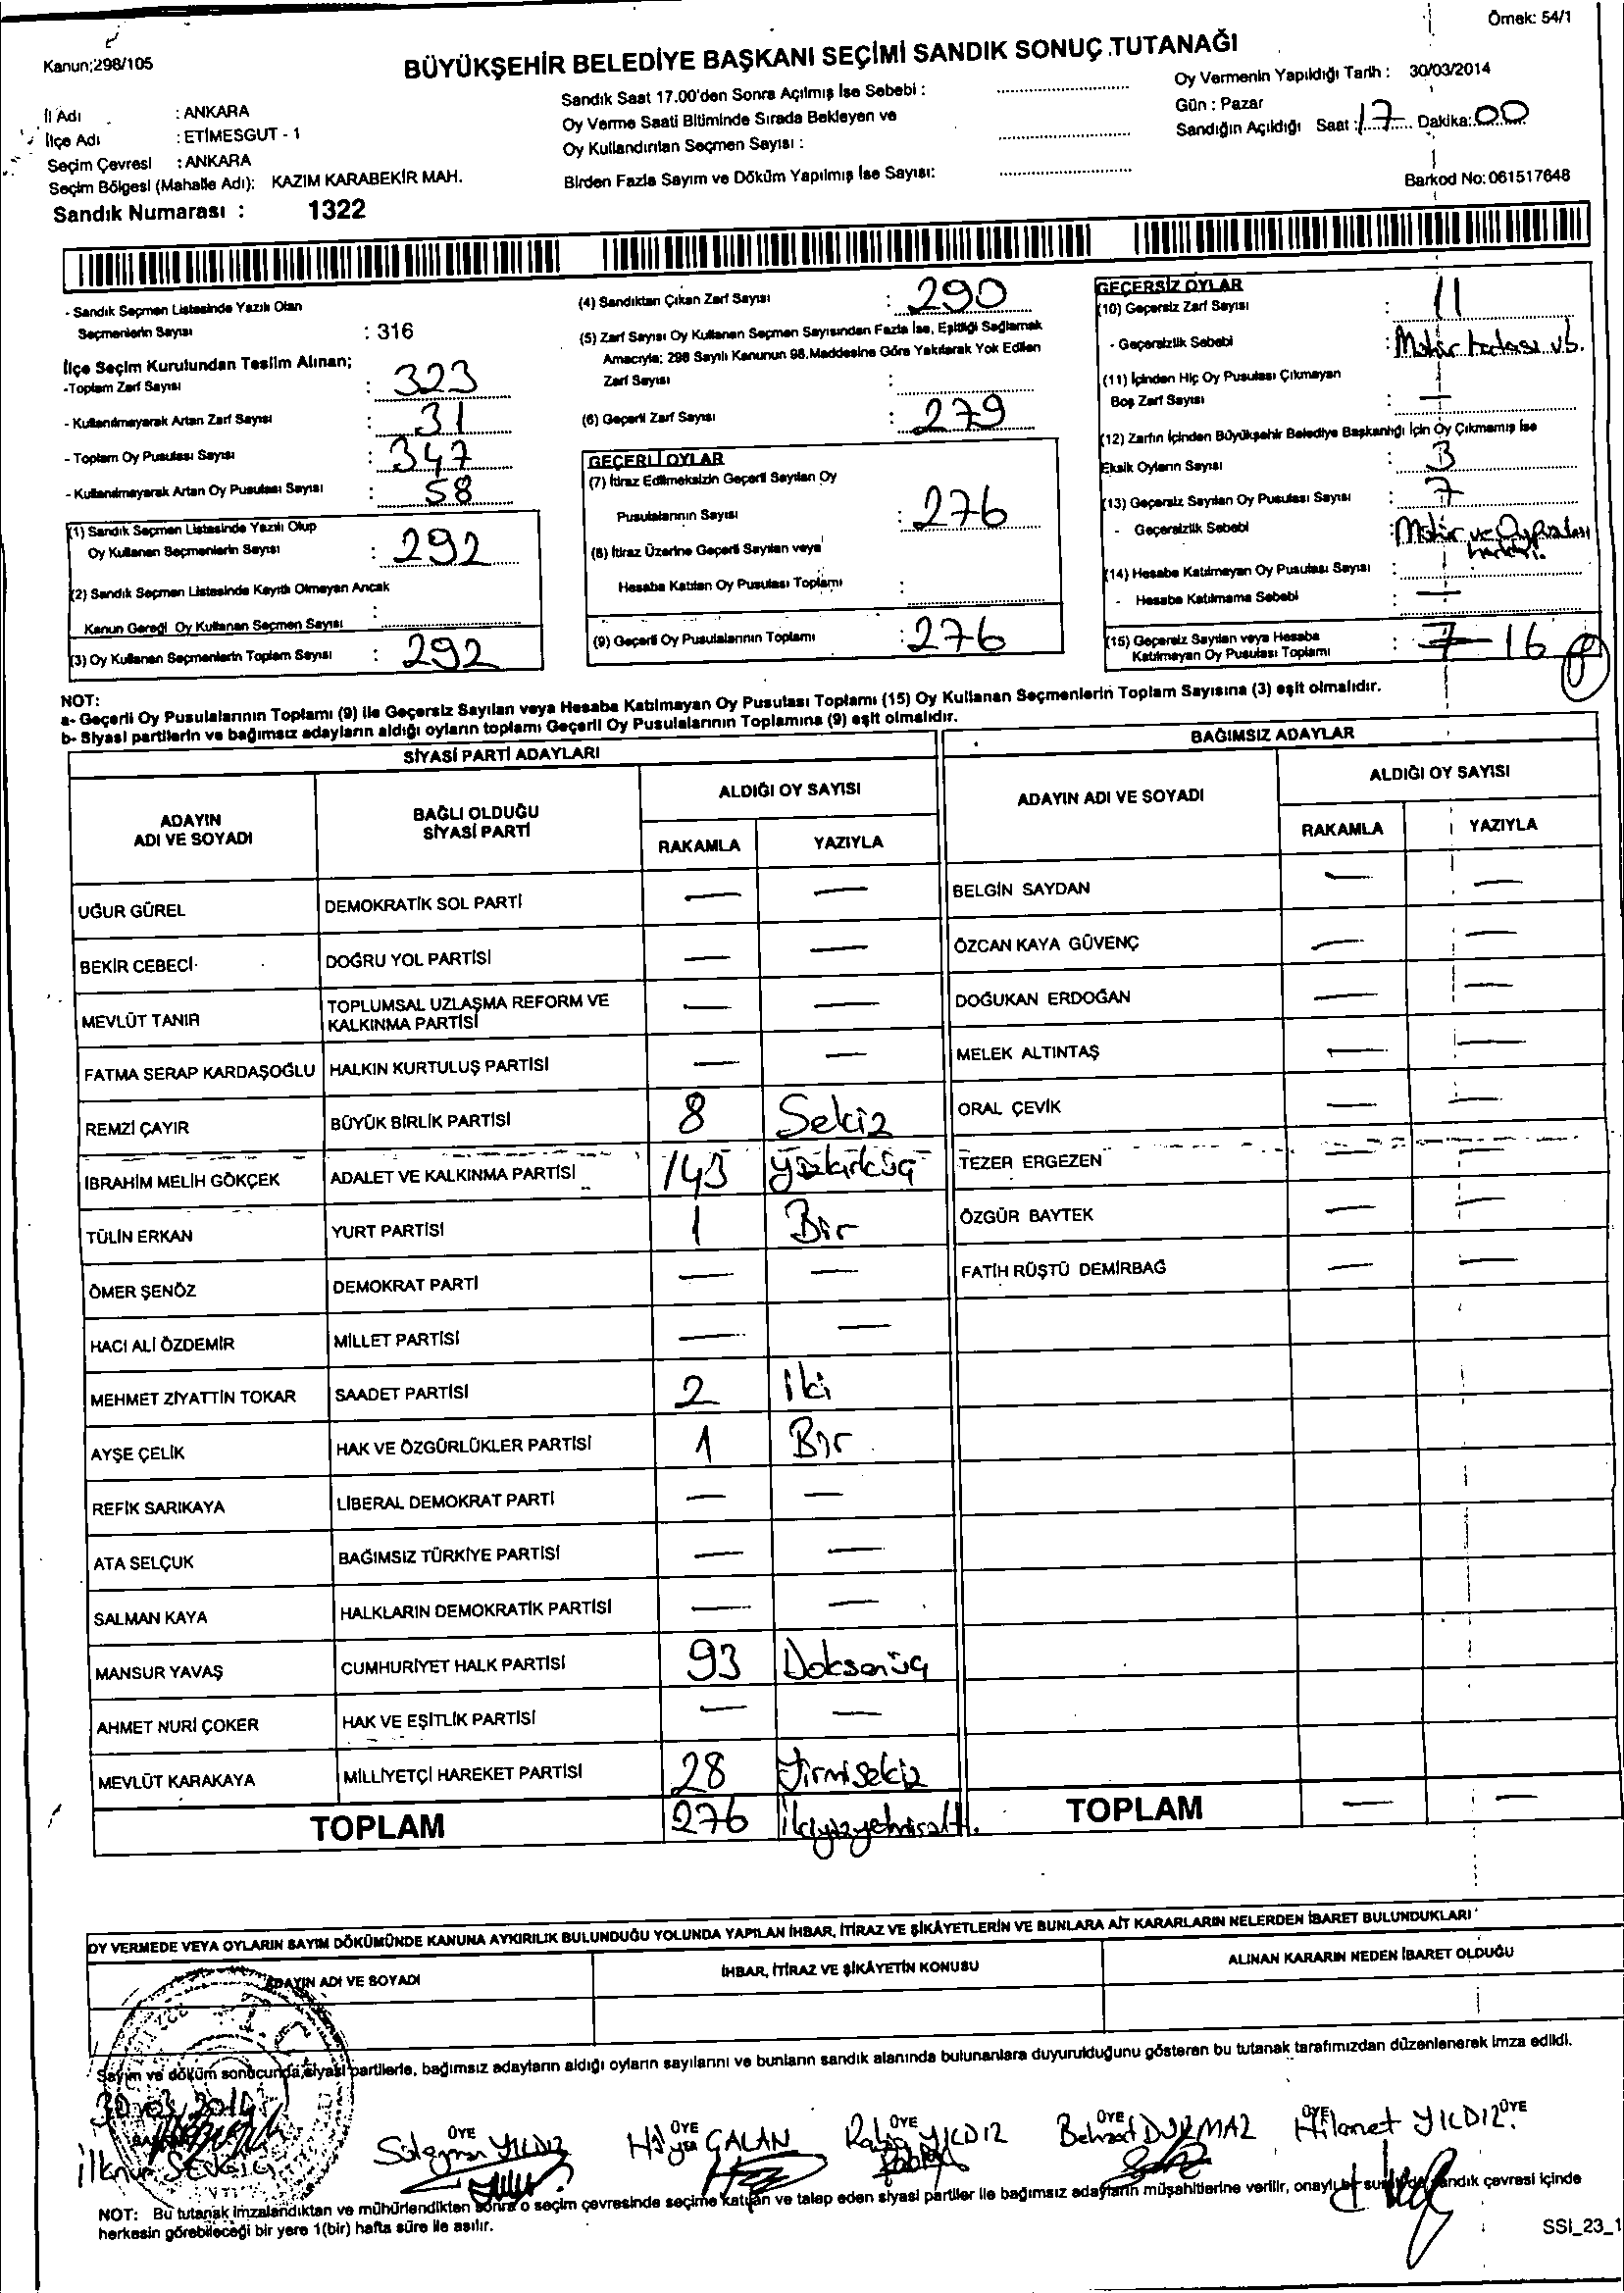 Örnek: 54/1
Kanun;298/105
BÜYÜKŞEHİR BELEDİYE BAŞKANI SEÇİMİ SANDIK SONUÇ TUTANAĞI
İl Adı : ANKARA
İlçe Adı : ETİMESGUT - 1
Seçim Çevresi : ANKARA
Seçim Bölgesi (Mahalle Adı): KAZIM KARABEKİR MAH.
Sandık Numarası : 1322
Sandık Saat 17.00'den Sonra Açılmış İse Sebebi :
Oy Verme Saati Bitiminde Sırada Bekleyen ve
Oy Kullandırılan Seçmen Sayısı :
Birden Fazla Sayım ve Döküm Yapılmış İse Sayısı:
Oy Vermenin Yapıldığı Tarih : 30/03/2014
Gün : Pazar
Sandığın Açıldığı Saat : 17 Dakika: 00
Barkod No: 061517648
- Sandık Seçmen Listesinde Yazılı Olan
Seçmenlerin Sayısı : 316
İlçe Seçim Kurulundan Teslim Alınan;
-Toplam Zarf Sayısı : 323
- Kullanılmayarak Artan Zarf Sayısı : 31
- Toplam Oy Pusulası Sayısı : 347
- Kullanılmayarak Artan Oy Pusulası Sayısı : 58
(1) Sandık Seçmen Listesinde Yazılı Olup
Oy Kullanan Seçmenlerin Sayısı : 292
(2) Sandık Seçmen Listesinde Kayıtlı Olmayan Ancak
Kanun Gereği Oy Kullanan Seçmen Sayısı :
(3) Oy Kullanan Seçmenlerin Toplam Sayısı : 292
(4) Sandıktan Çıkan Zarf Sayısı : 290
(5) Zarf Sayısı Oy Kullanan Seçmen Sayısından Fazla İse, Eşitliği Sağlamak
Amacıyla; 298 Sayılı Kanunun 98.Maddesine Göre Yakılarak Yok Edilen
Zarf Sayısı :
(6) Geçerli Zarf Sayısı : 279
GEÇERLİ OYLAR
(7) İtiraz Edilmeksizin Geçerli Sayılan Oy
Pusulalarının Sayısı : 276
(8) İtiraz Üzerine Geçerli Sayılan veya
Hesaba Katılan Oy Pusulası Toplamı :
(9) Geçerli Oy Pusulalarının Toplamı : 276
GEÇERSİZ OYLAR
(10) Geçersiz Zarf Sayısı : 11
- Geçersizlik Sebebi : Mühür hatası vb.
(11) İçinden Hiç Oy Pusulası Çıkmayan
Boş Zarf Sayısı : —
(12) Zarfın İçinden Büyükşehir Belediye Başkanlığı İçin Oy Çıkmamış İse
Eksik Oyların Sayısı : 3
(13) Geçersiz Sayılan Oy Pusulası Sayısı : 7
- Geçersizlik Sebebi : Mühür ve Oy pusulası
(14) Hesaba Katılmayan Oy Pusulası Sayısı :
- Hesaba Katılmama Sebebi : —
(15) Geçersiz Sayılan veya Hesaba
Katılmayan Oy Pusulası Toplamı : 7 16
NOT:
a- Geçerli Oy Pusulalarının Toplamı (9) ile Geçersiz Sayılan veya Hesaba Katılmayan Oy Pusulası Toplamı (15) Oy Kullanan Seçmenlerin Toplam Sayısına (3) eşit olmalıdır.
b- Siyasi partilerin ve bağımsız adayların aldığı oyların toplamı Geçerli Oy Pusulalarının Toplamına (9) eşit olmalıdır.
SİYASİ PARTİ ADAYLARI
ADAYIN ADI VE SOYADI BAĞLI OLDUĞU SİYASİ PARTİ ALDIĞI OY SAYISI
RAKAMLA YAZIYLA
UĞUR GÜREL DEMOKRATİK SOL PARTİ — —
BEKİR CEBECİ DOĞRU YOL PARTİSİ — —
MEVLÜT TANIR TOPLUMSAL UZLAŞMA REFORM VE KALKINMA PARTİSİ — —
FATMA SERAP KARDAŞOĞLU HALKIN KURTULUŞ PARTİSİ — —
REMZİ ÇAYIR BÜYÜK BİRLİK PARTİSİ 8 Sekiz
İBRAHİM MELİH GÖKÇEK ADALET VE KALKINMA PARTİSİ 143 yüzkırküç
TÜLİN ERKAN YURT PARTİSİ 1 Bir
ÖMER ŞENÖZ DEMOKRAT PARTİ — —
HACI ALİ ÖZDEMİR MİLLET PARTİSİ — —
MEHMET ZİYATTİN TOKAR SAADET PARTİSİ 2 iki
AYŞE ÇELİK HAK VE ÖZGÜRLÜKLER PARTİSİ 1 Bir
REFİK SARIKAYA LİBERAL DEMOKRAT PARTİ — —
ATA SELÇUK BAĞIMSIZ TÜRKİYE PARTİSİ — —
SALMAN KAYA HALKLARIN DEMOKRATİK PARTİSİ — —
MANSUR YAVAŞ CUMHURİYET HALK PARTİSİ 93 Doksanüç
AHMET NURİ ÇOKER HAK VE EŞİTLİK PARTİSİ — —
MEVLÜT KARAKAYA MİLLİYETÇİ HAREKET PARTİSİ 28 Yirmisekiz
TOPLAM 276 ikiyüzyetmişaltı.
BAĞIMSIZ ADAYLAR
ADAYIN ADI VE SOYADI ALDIĞI OY SAYISI
RAKAMLA YAZIYLA
BELGİN SAYDAN — —
ÖZCAN KAYA GÜVENÇ — —
DOĞUKAN ERDOĞAN — —
MELEK ALTINTAŞ — —
ORAL ÇEVİK — —
TEZER ERGEZEN — —
ÖZGÜR BAYTEK — —
FATİH RÜŞTÜ DEMİRBAĞ — —
TOPLAM — —
OY VERMEDE VEYA OYLARIN SAYIM DÖKÜMÜNDE KANUNA AYKIRILIK BULUNDUĞU YOLUNDA YAPILAN İHBAR, İTİRAZ VE ŞİKÂYETLERİN VE BUNLARA AİT KARARLARIN NELERDEN İBARET BULUNDUKLARI
ADAYIN ADI VE SOYADI İHBAR, İTİRAZ VE ŞİKÂYETİN KONUSU ALINAN KARARIN NEDEN İBARET OLDUĞU
Sayım ve döküm sonucunda,siyasi partilerle, bağımsız adayların aldığı oyların sayılarını ve bunların sandık alanında bulunanlara duyurulduğunu gösteren bu tutanak tarafımızdan düzenlenerek imza edildi.
30.03.2014
ÜYE ÜYE ÜYE ÜYE ÜYE ÜYE
İlknur Süleyman YILDIZ GALAN Rabia YILDIZ Behzat DURMAZ Hikmet YILDIZ
NOT: Bu tutanak imzalandıktan ve mühürlendikten sonra o seçim çevresinde seçime katılan ve talep eden siyasi partiler ile bağımsız adayların müşahitlerine verilir, onaylı bir sureti de sandık çevresi içinde
herkesin görebileceği bir yere 1(bir) hafta süre ile asılır.
SSI_23_1